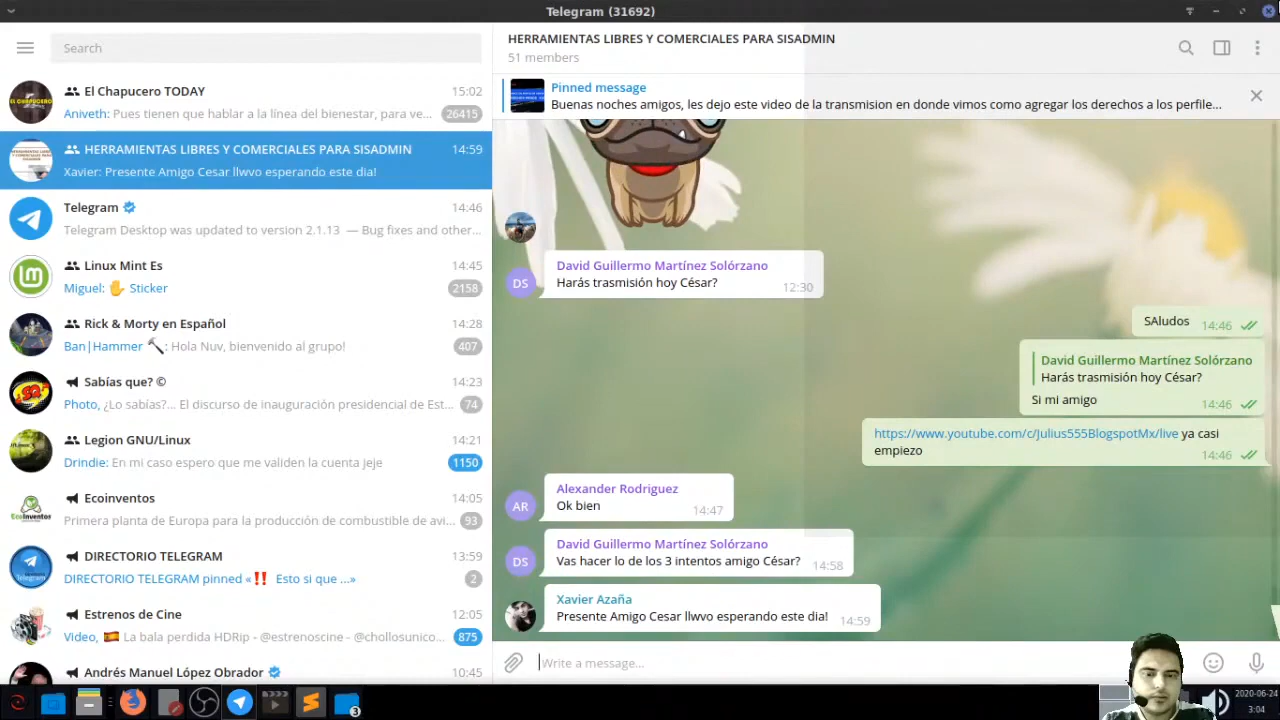 Telegram (31692)
Search
El Chapucero TODAY 15:02
Aniveth: Pues tienen que hablar a la línea del bienestar, para ve... 26415
HERRAMIENTAS LIBRES Y COMERCIALES PARA SISADMIN 14:59
Xavier: Presente Amigo Cesar llwvo esperando este dia!
Telegram 14:46
Telegram Desktop was updated to version 2.1.13 — Bug fixes and other...
Linux Mint Es 14:45
Miguel: ✋ Sticker 2158
Rick & Morty en Español 14:28
Ban|Hammer 🔨: Hola Nuv, bienvenido al grupo! 407
Sabías que? © 14:23
Photo, ¿Lo sabías?... El discurso de inauguración presidencial de Est... 74
Legion GNU/Linux 14:21
Drindie: En mi caso espero que me validen la cuenta jeje 1150
Ecoinventos 14:05
Primera planta de Europa para la producción de combustible de avi... 93
DIRECTORIO TELEGRAM 13:59
DIRECTORIO TELEGRAM pinned «‼️ Esto si que ...» 2
Estrenos de Cine 12:05
Video, 🇪🇸 La bala perdida HDRip - @estrenoscine - @chollosunico... 875
Andrés Manuel López Obrador 10:45
HERRAMIENTAS LIBRES Y COMERCIALES PARA SISADMIN
51 members
Pinned message
Buenas noches amigos, les dejo este video de la transmision en donde vimos como agregar los derechos a los perfile...
David Guillermo Martínez Solórzano
DS Harás trasmisión hoy César? 12:30
SAludos 14:46
David Guillermo Martínez Solórzano
Harás trasmisión hoy César?
Si mi amigo 14:46
https://www.youtube.com/c/Julius555BlogspotMx/live ya casi
empiezo 14:46
Alexander Rodriguez
AR Ok bien 14:47
David Guillermo Martínez Solórzano
DS Vas hacer lo de los 3 intentos amigo César? 14:58
Xavier Azaña
Presente Amigo Cesar llwvo esperando este dia! 14:59
Write a message...
3
2020-06-24
3:04